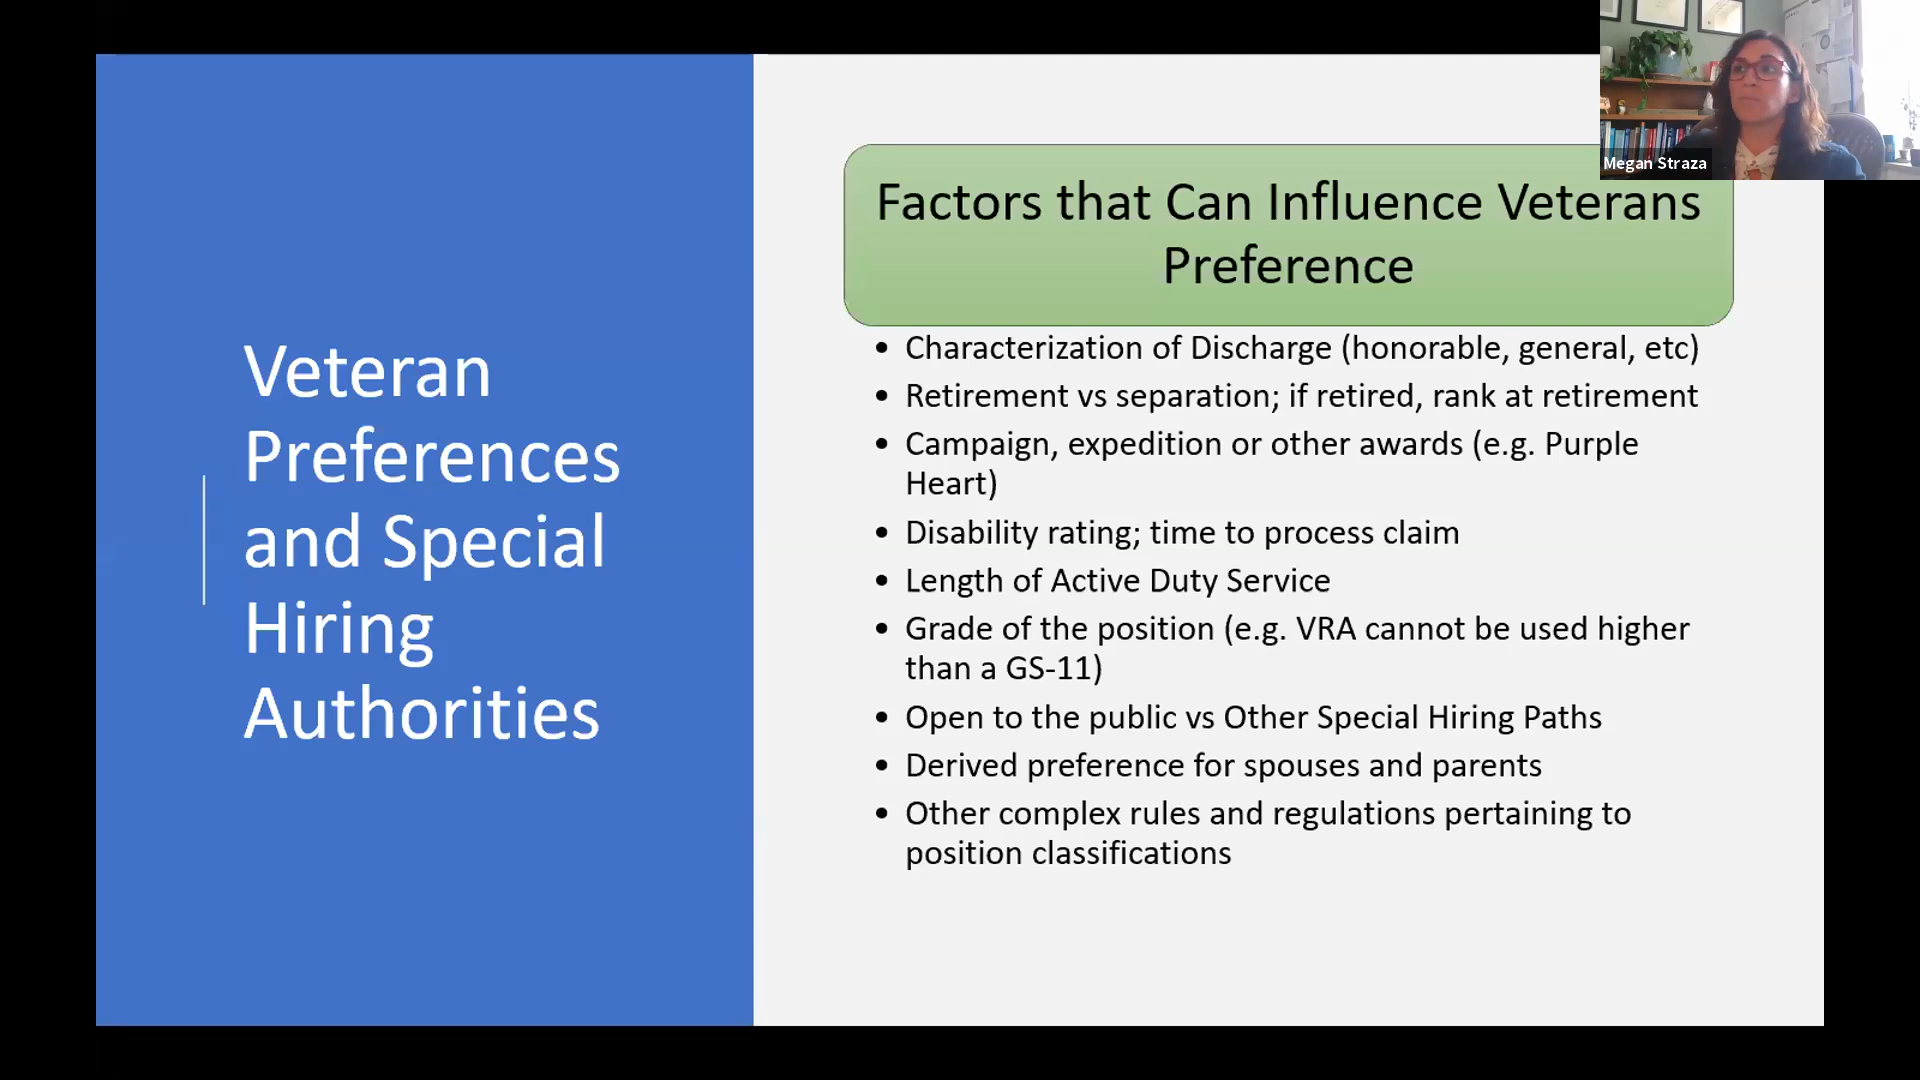 Megan Straza
Veteran
Preferences
and Special
Hiring
Authorities
Factors that Can Influence Veterans
Preference
• Characterization of Discharge (honorable, general, etc)
• Retirement vs separation; if retired, rank at retirement
• Campaign, expedition or other awards (e.g. Purple
Heart)
• Disability rating; time to process claim
• Length of Active Duty Service
• Grade of the position (e.g. VRA cannot be used higher
than a GS-11)
• Open to the public vs Other Special Hiring Paths
• Derived preference for spouses and parents
• Other complex rules and regulations pertaining to
position classifications